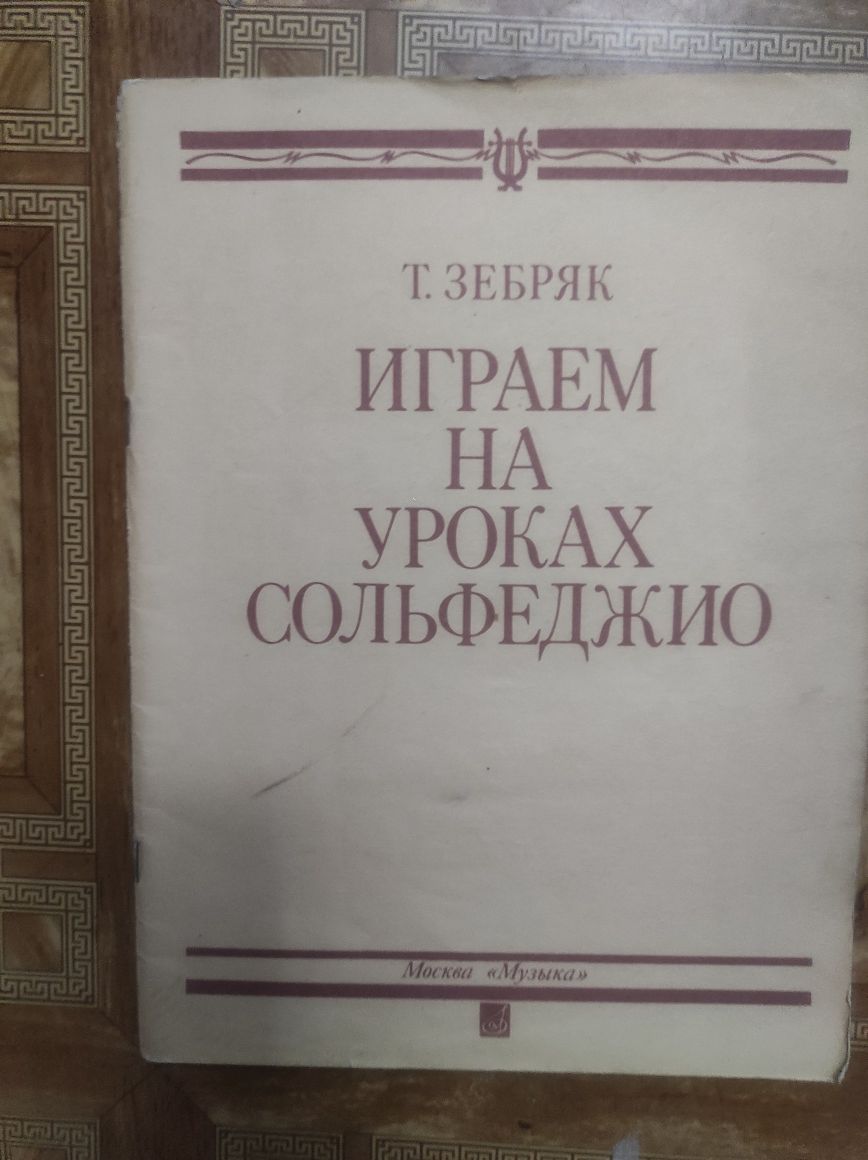 Т. ЗЕБРЯК
ИГРАЕМ
НА
УРОКАХ
СОЛЬФЕДЖИО
Москва «Музыка»